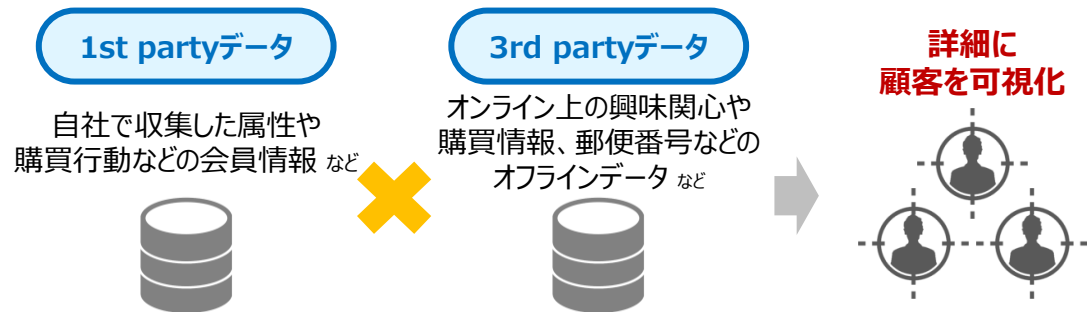 1st partyデータ
自社で収集した属性や
購買行動などの会員情報 など
3rd partyデータ
オンライン上の興味関心や
購買情報、郵便番号などの
オフラインデータ など
詳細に
顧客を可視化